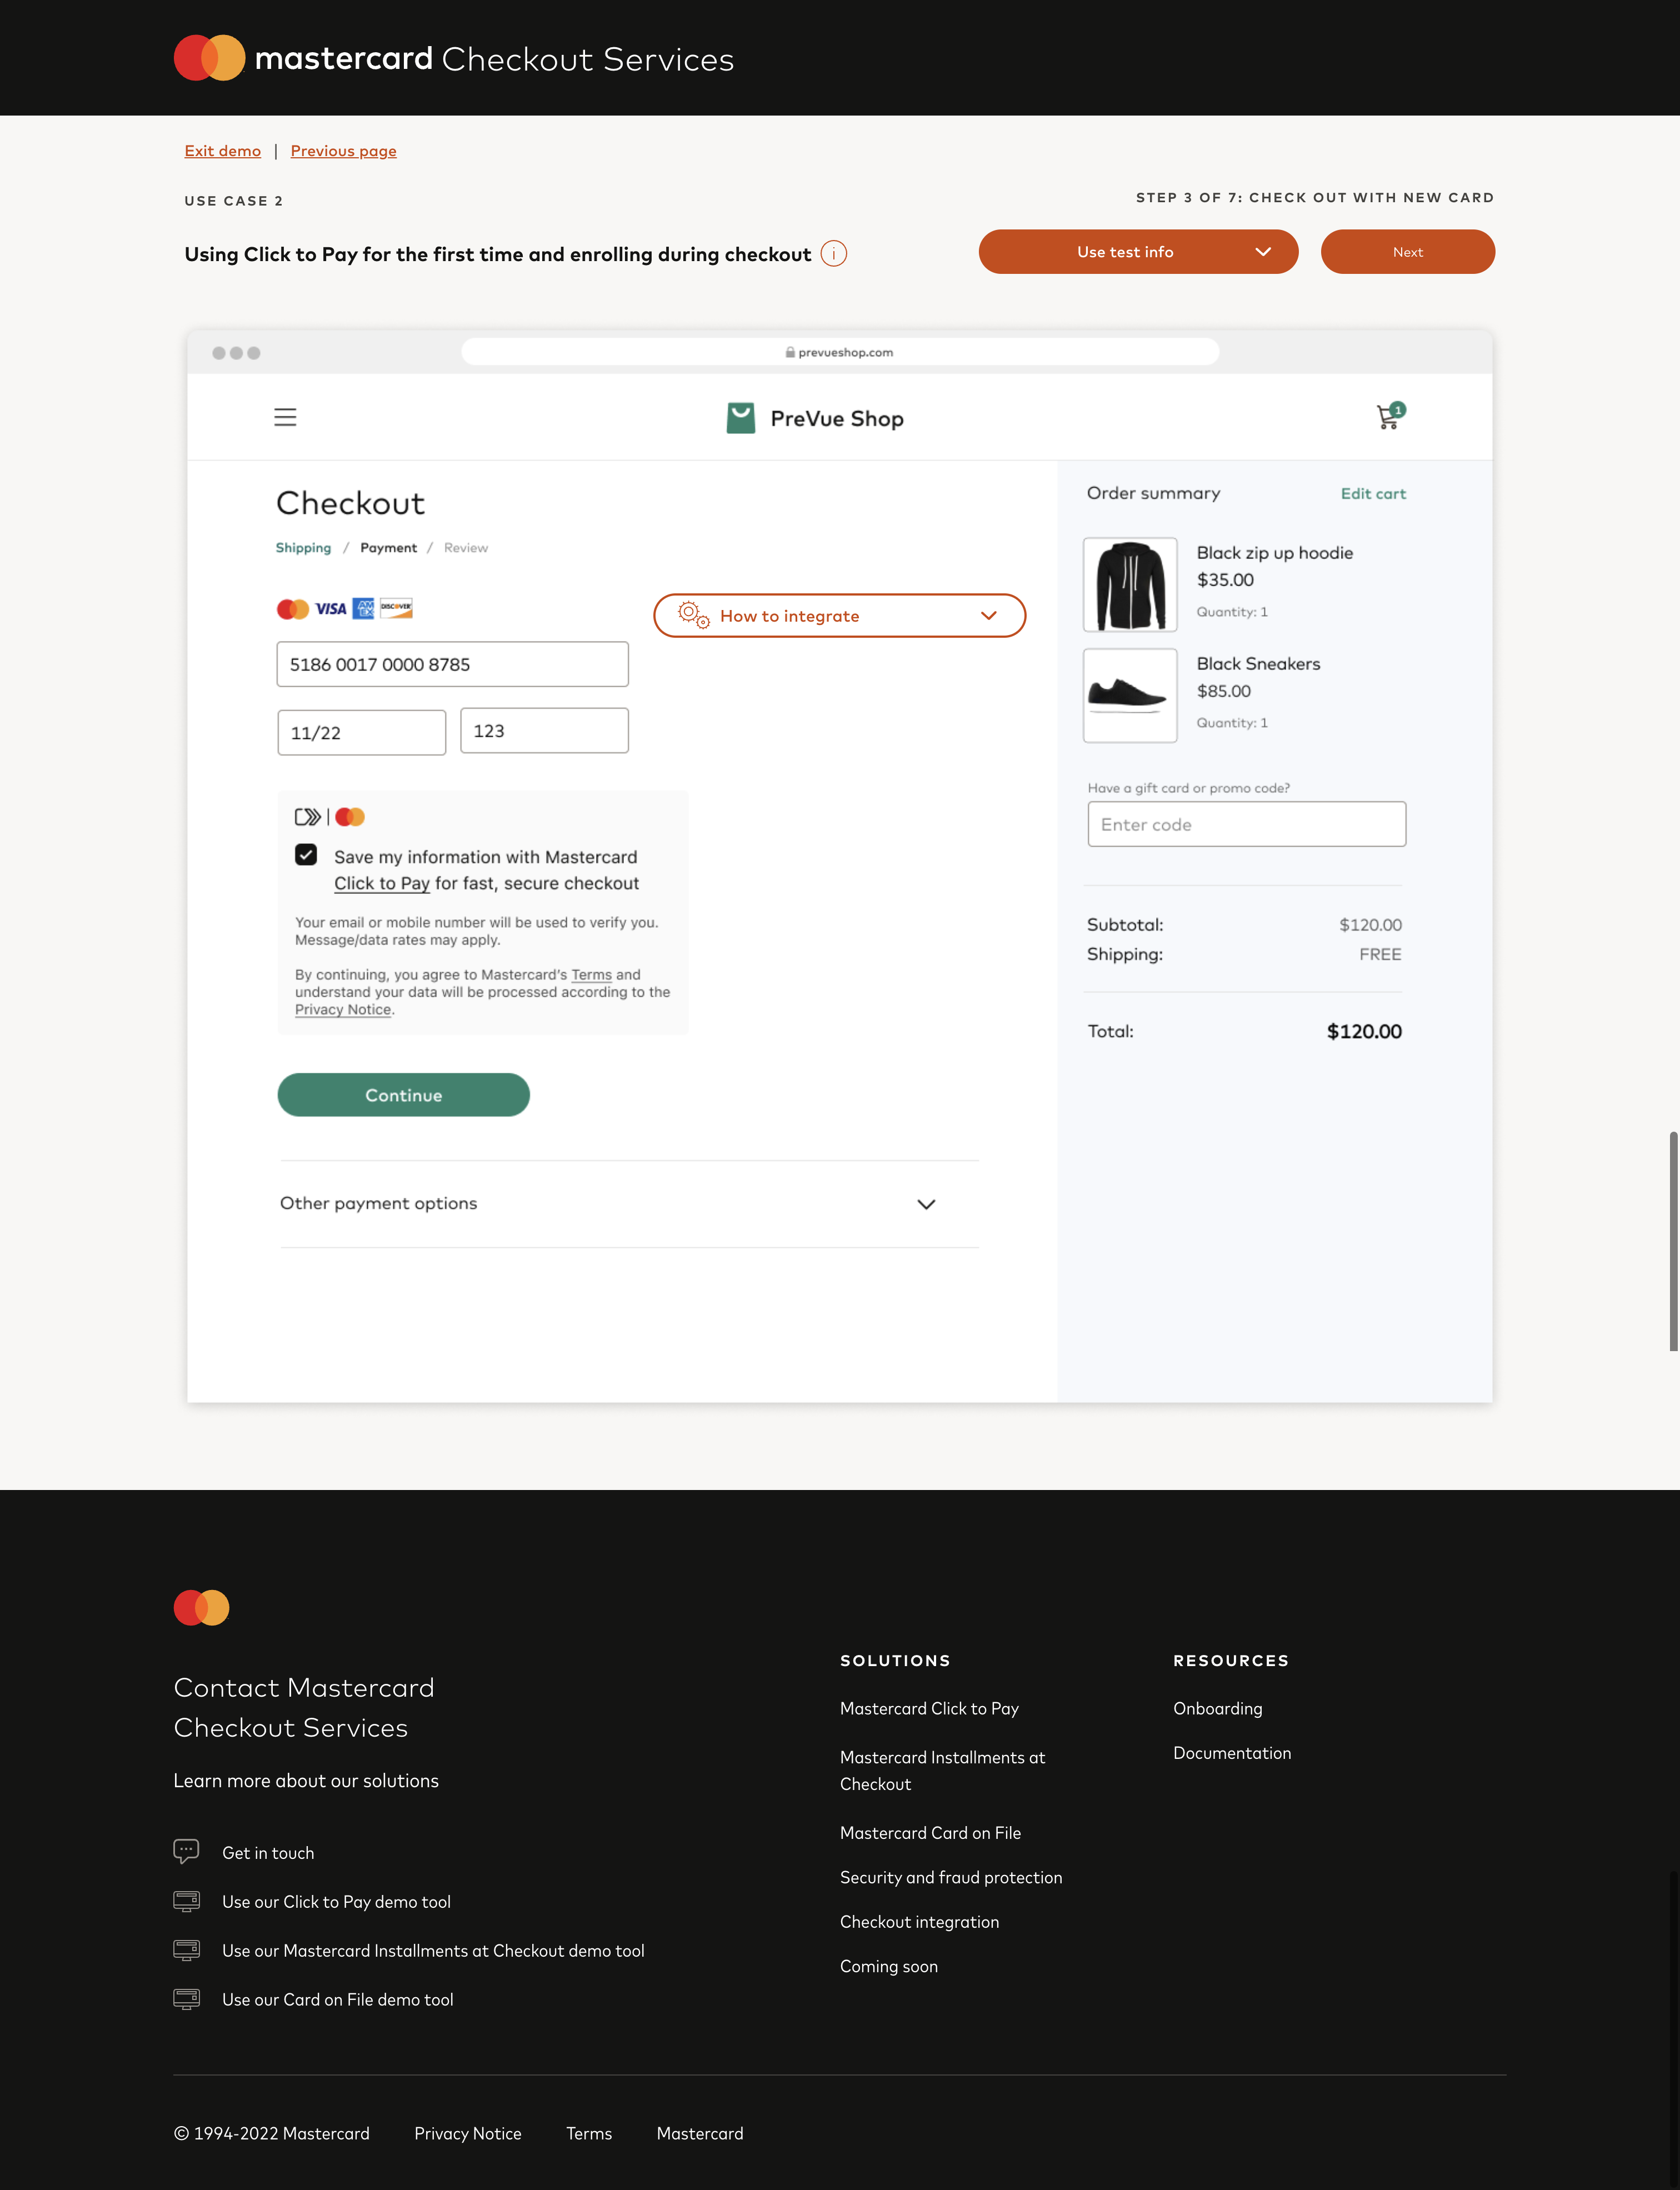 mastercard Checkout Services
Exit demo | Previous page
USE CASE 2
STEP 3 OF 7: CHECK OUT WITH NEW CARD
Using Click to Pay for the first time and enrolling during checkout i
Use test info
Next
prevueshop.com
PreVue Shop
1
Checkout
Shipping / Payment / Review
VISA AM EX DISCOVER
How to integrate
5186 0017 0000 8785
11/22
123
Save my information with Mastercard
Click to Pay for fast, secure checkout
Your email or mobile number will be used to verify you.
Message/data rates may apply.
By continuing, you agree to Mastercard's Terms and
understand your data will be processed according to the
Privacy Notice.
Continue
Other payment options
Order summary
Edit cart
Black zip up hoodie
$35.00
Quantity: 1
Black Sneakers
$85.00
Quantity: 1
Have a gift card or promo code?
Enter code
Subtotal: $120.00
Shipping: FREE
Total: $120.00
Contact Mastercard
Checkout Services
Learn more about our solutions
Get in touch
Use our Click to Pay demo tool
Use our Mastercard Installments at Checkout demo tool
Use our Card on File demo tool
SOLUTIONS
Mastercard Click to Pay
Mastercard Installments at
Checkout
Mastercard Card on File
Security and fraud protection
Checkout integration
Coming soon
RESOURCES
Onboarding
Documentation
© 1994-2022 Mastercard
Privacy Notice
Terms
Mastercard